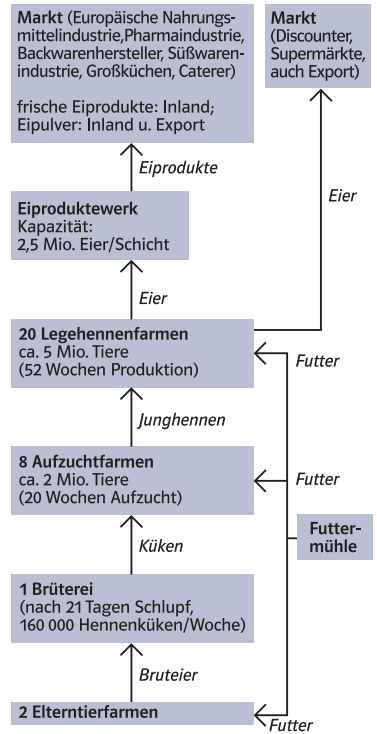 Markt (Europäische Nahrungs-
mittelindustrie,Pharmaindustrie,
Backwarenhersteller, Süßwaren-
industrie, Großküchen, Caterer)
frische Eiprodukte: Inland;
Eipulver: Inland u. Export
Markt
(Discounter,
Supermärkte,
auch Export)
Eiprodukte
Eier
Eiproduktewerk
Kapazität:
2,5 Mio. Eier/Schicht
Eier
20 Legehennenfarmen
ca. 5 Mio. Tiere
(52 Wochen Produktion)
Futter
Junghennen
8 Aufzuchtfarmen
ca. 2 Mio. Tiere
(20 Wochen Aufzucht)
Futter
Futter-
mühle
Küken
1 Brüterei
(nach 21 Tagen Schlupf,
160 000 Hennenküken/Woche)
Bruteier
2 Elterntierfarmen
Futter